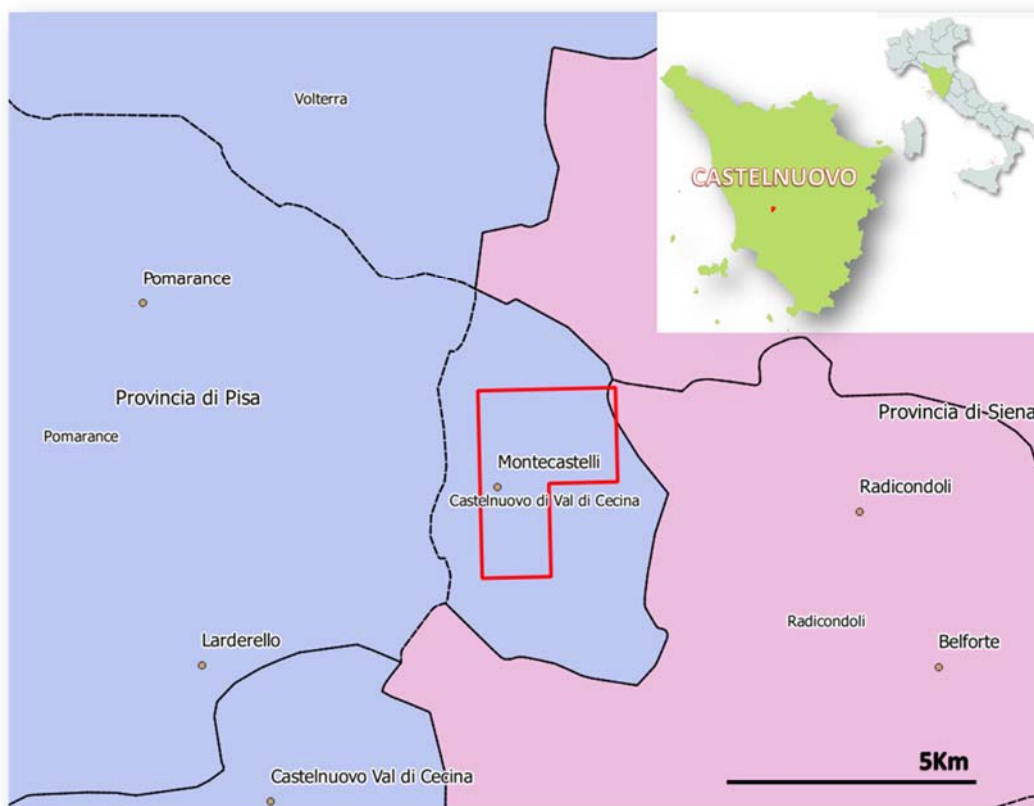 Volterra
CASTELNUOVO
Pomarance
Provincia di Pisa
Pomarance
Provincia di Siena
Montecastelli
Castelnuovo di Val di Cecina
Radicondoli
Radicondoli
Larderello
Belforte
Castelnuovo Val di Cecina
5Km